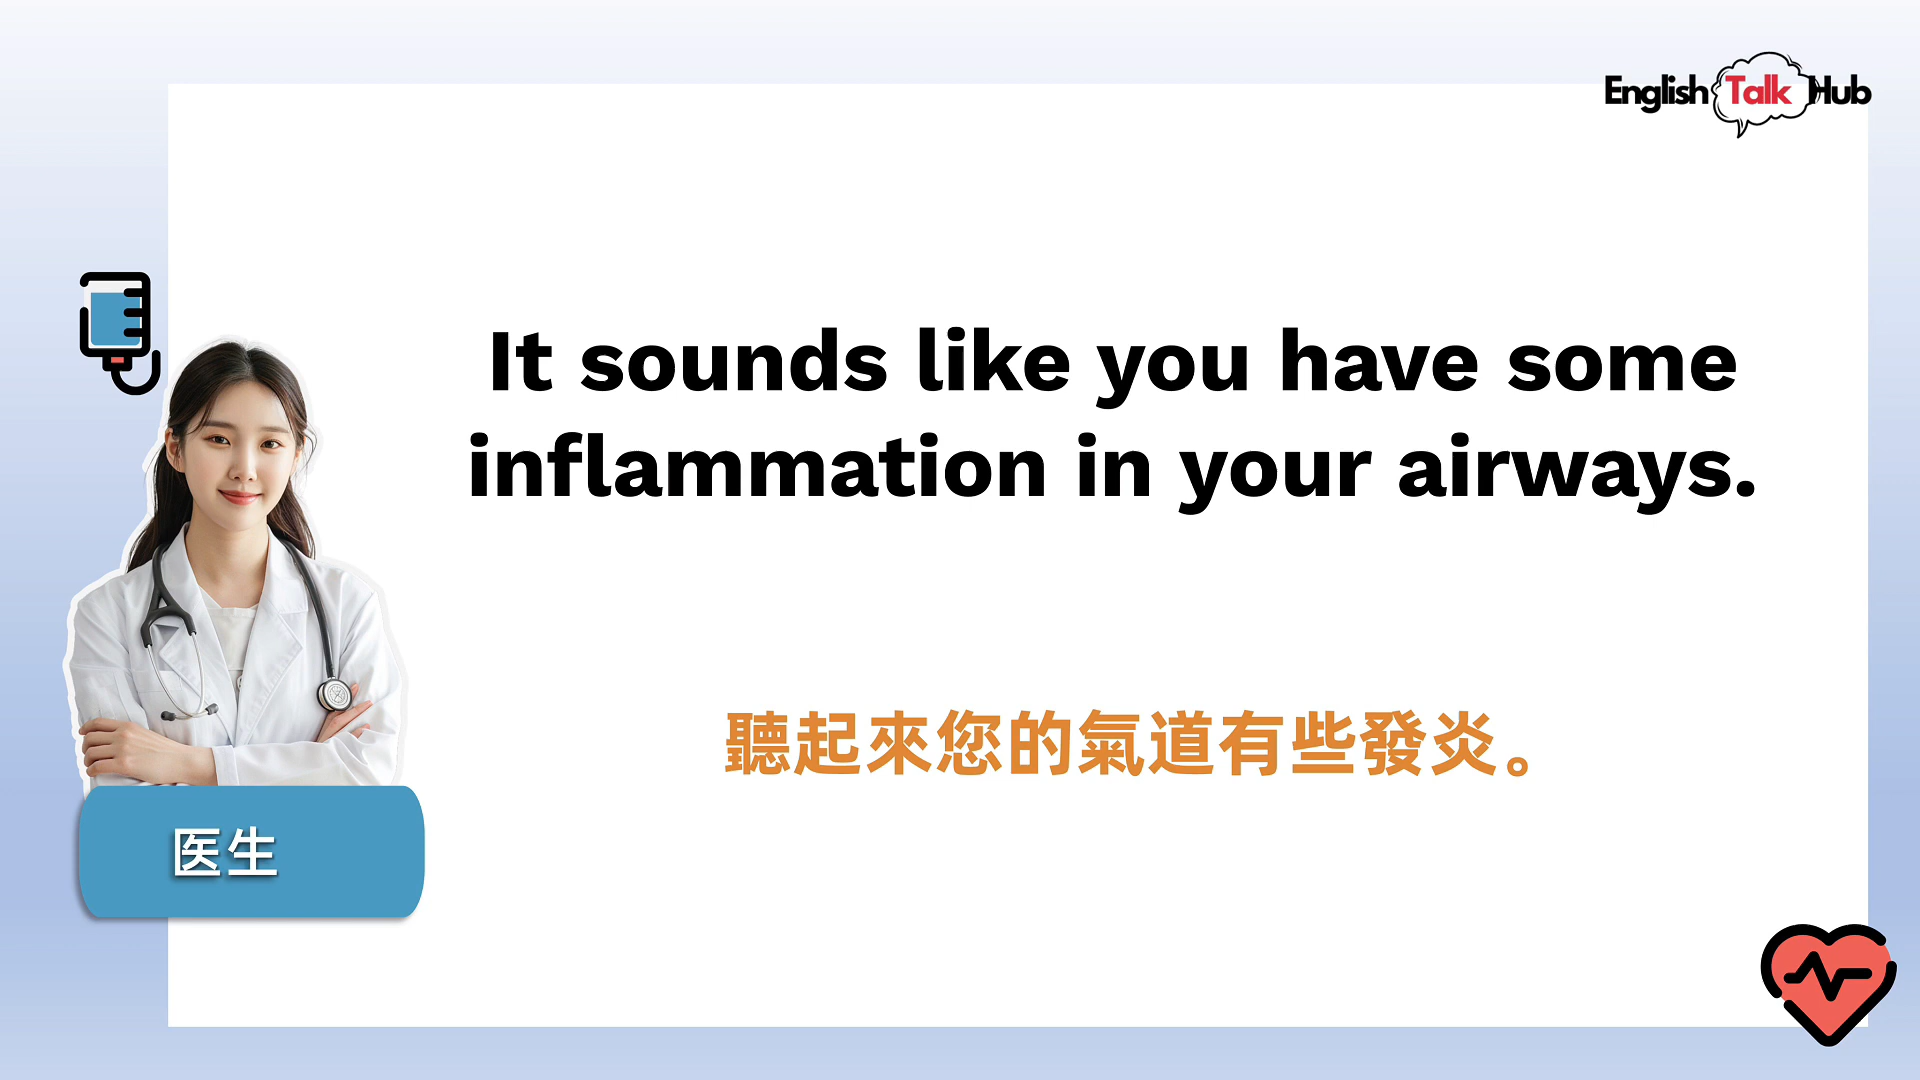 English Talk Hub
It sounds like you have some
inflammation in your airways.
聽起來您的氣道有些發炎。
医生